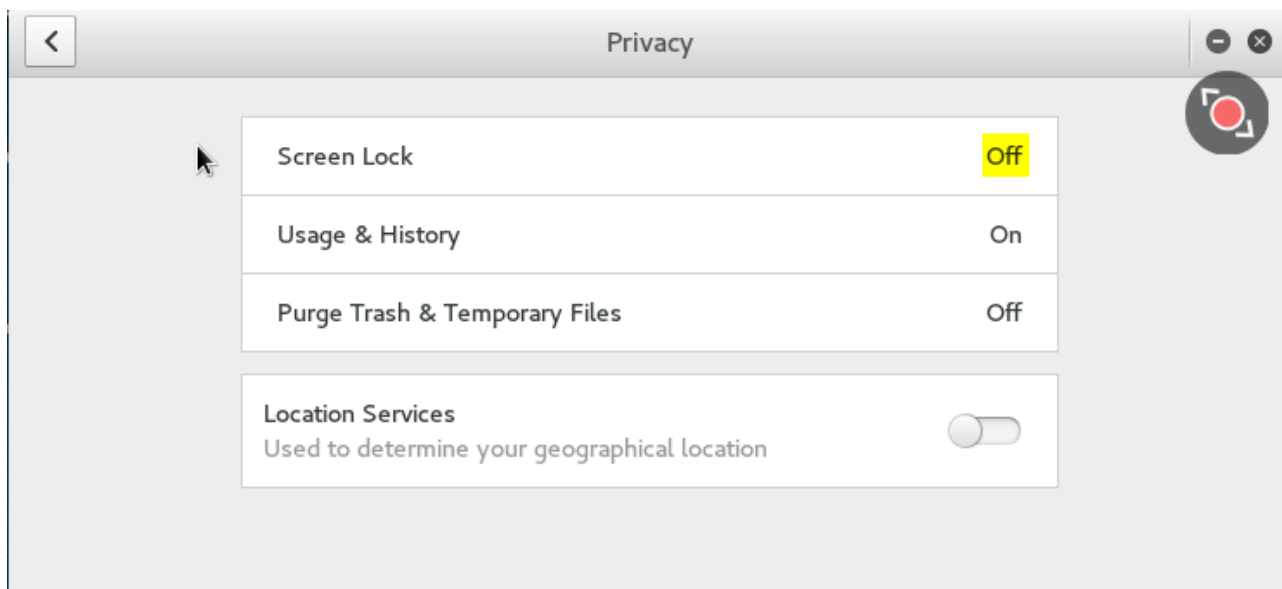 Privacy
Screen Lock Off
Usage & History On
Purge Trash & Temporary Files Off
Location Services
Used to determine your geographical location